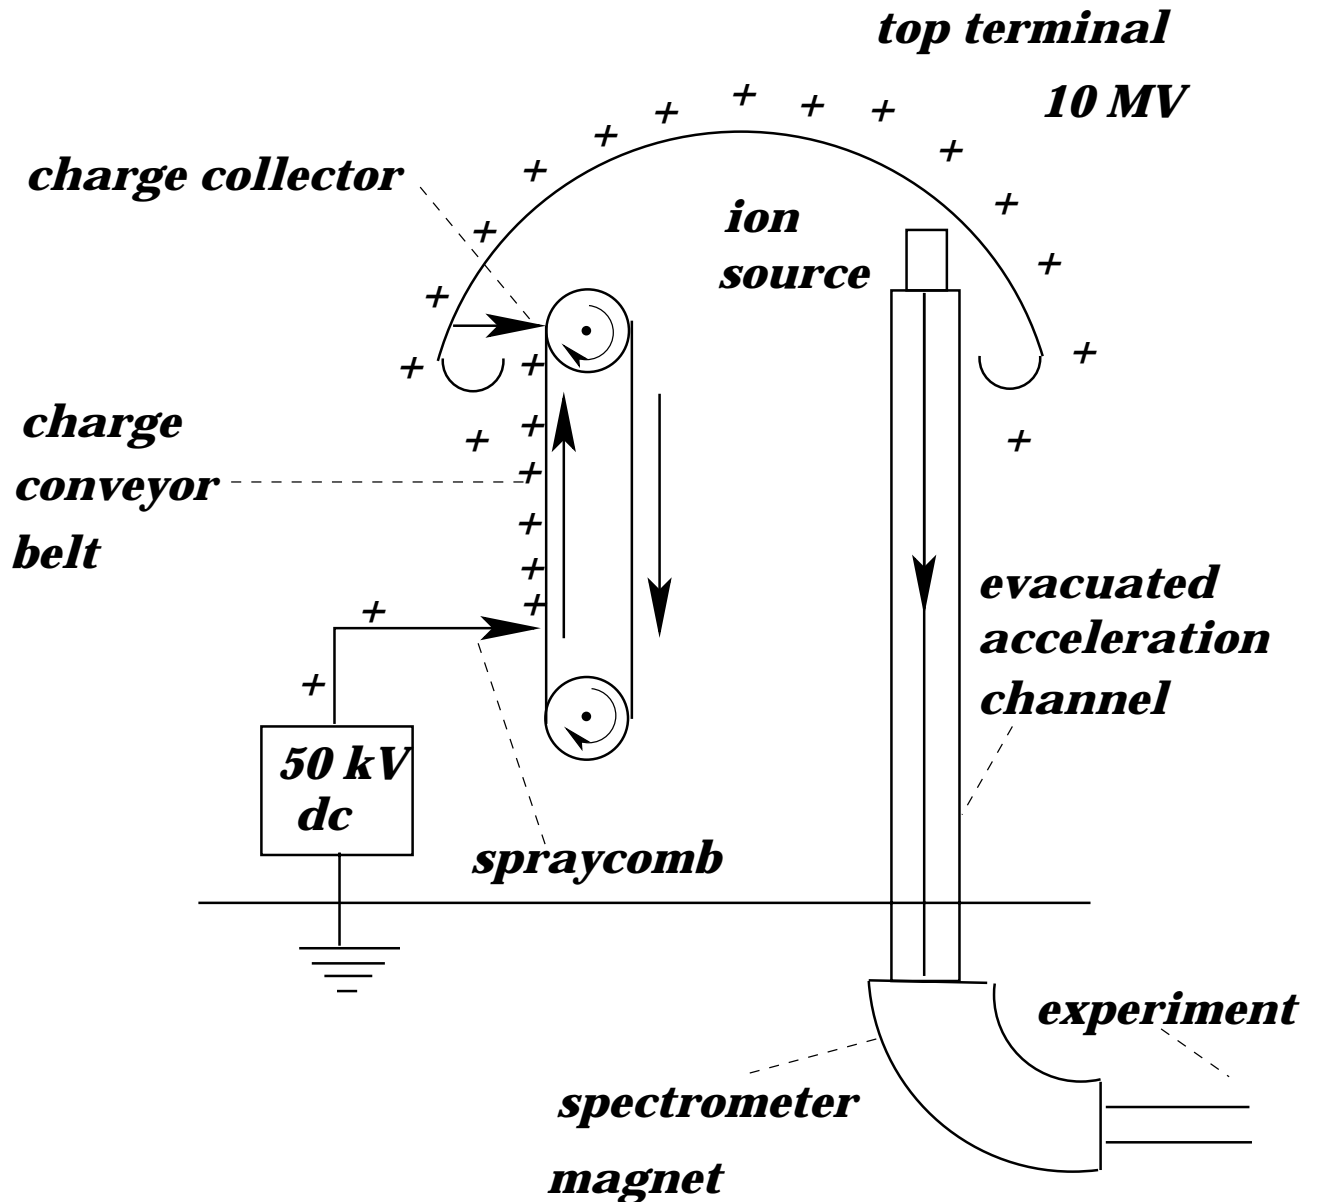 top terminal
10 MV
charge collector
ion
source
charge
conveyor
belt
evacuated
acceleration
channel
50 kV
dc
spraycomb
experiment
spectrometer
magnet